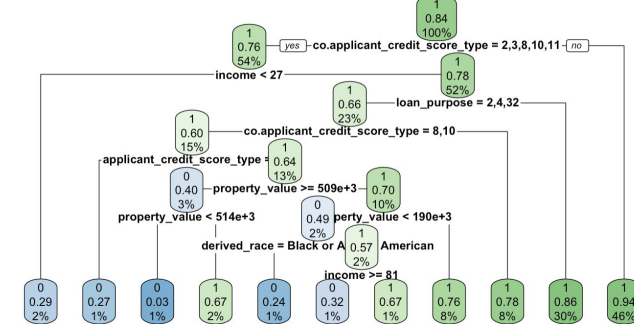 1
0.84
100%
yes co.applicant_credit_score_type = 2,3,8,10,11 no
1
0.76
54%
income < 27
1
0.78
52%
1
0.66
23%
loan_purpose = 2,4,32
1
0.60
15%
co.applicant_credit_score_type = 8,10
applicant_credit_score_type =
1
0.64
13%
0
0.40
3%
property_value >= 509e+3
1
0.70
10%
property_value < 514e+3
0
0.49
2%
perty_value < 190e+3
derived_race = Black or A American
1
0.57
2%
income >= 81
0 0 0 1 0 0 1 1 1 1 1
0.29 0.27 0.03 0.67 0.24 0.32 0.67 0.76 0.78 0.86 0.94
2% 1% 1% 2% 1% 1% 1% 8% 8% 30% 46%